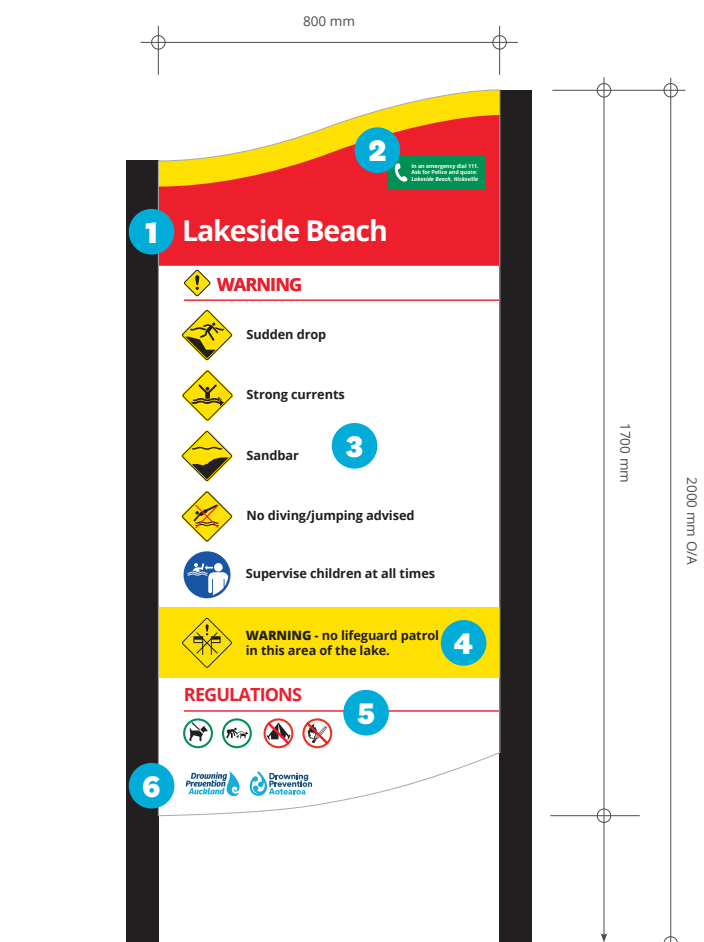 800 mm
2
In an emergency dial 111.
Ask for Police and quote:
Lakeside Beach, Hicksville
1
Lakeside Beach
WARNING
Sudden drop
Strong currents
3
Sandbar
No diving/jumping advised
Supervise children at all times
WARNING - no lifeguard patrol
in this area of the lake.
4
REGULATIONS
5
6
Drowning
Prevention
Auckland
Drowning
Prevention
Aotearoa
1700 mm
2000 mm O/A